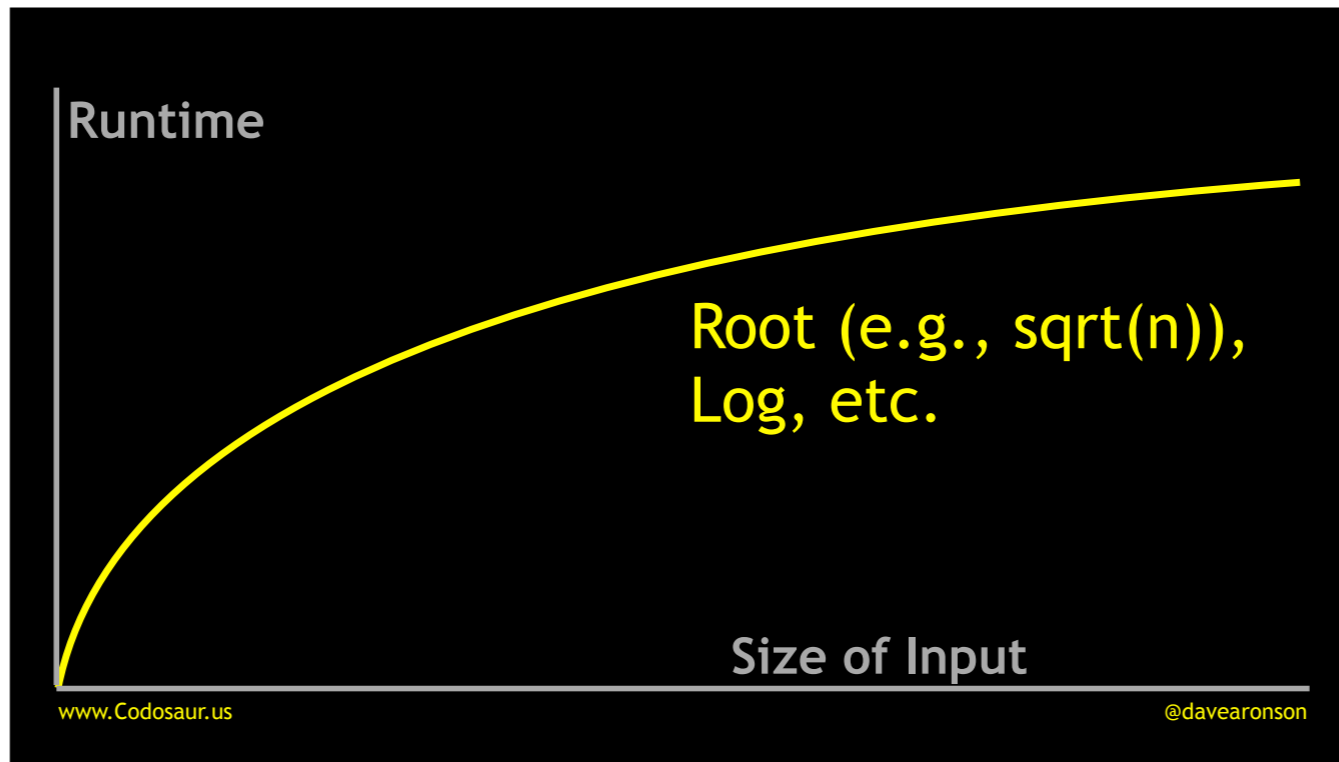 Runtime
Root (e.g., sqrt(n)),
Log, etc.
Size of Input
www.Codosaur.us
@davearonson